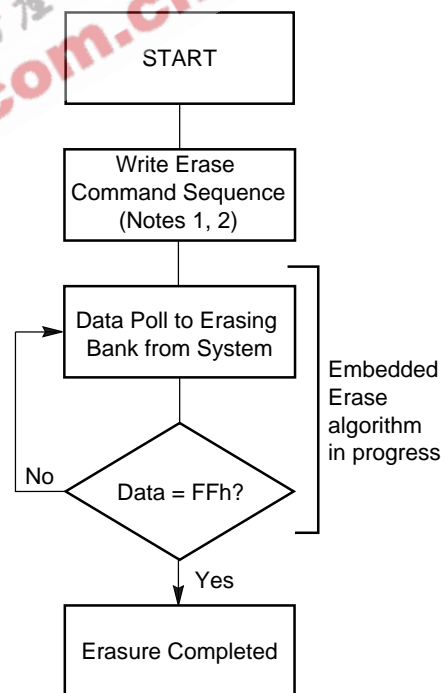 com.c
START
Write Erase
Command Sequence
(Notes 1, 2)
Data Poll to Erasing
Bank from System
Embedded
Erase
algorithm
in progress
No
Data = FFh?
Yes
Erasure Completed